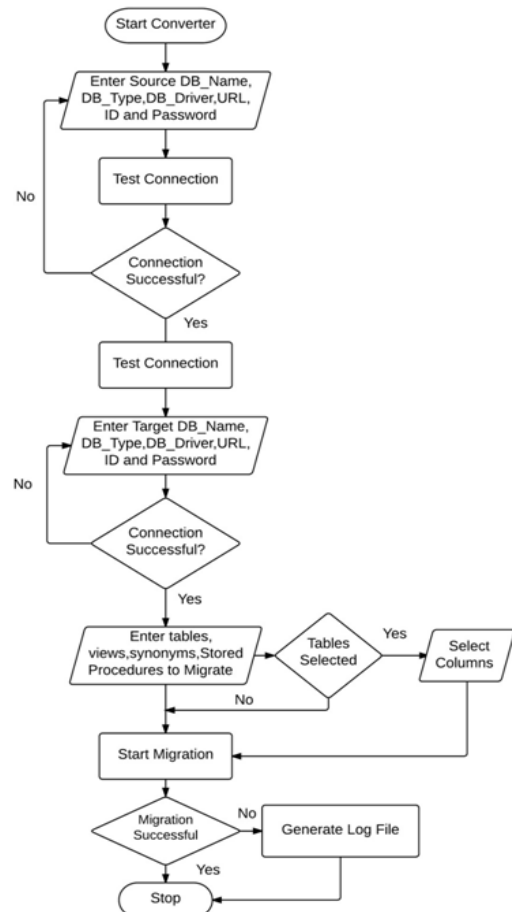 Start Converter
Enter Source DB_Name,
DB_Type,DB_Driver,URL,
ID and Password
No
Test Connection
Connection
Successful?
Yes
Test Connection
Enter Target DB_Name,
DB_Type,DB_Driver,URL,
ID and Password
No
Connection
Successful?
Yes
Enter tables,
views,synonyms,Stored
Procedures to Migrate
Tables
Selected
Yes
Select
Columns
No
Start Migration
Migration
Successful
No
Generate Log File
Yes
Stop